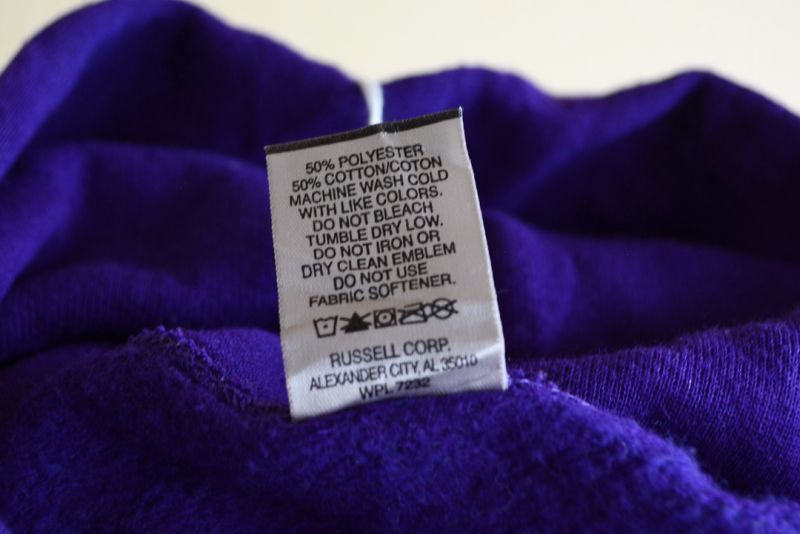 50% POLYESTER
50% COTTON/COTON
MACHINE WASH COLD
WITH LIKE COLORS.
DO NOT BLEACH
TUMBLE DRY LOW.
DO NOT IRON OR
DRY CLEAN EMBLEM
DO NOT USE
FABRIC SOFTENER.
RUSSELL CORP.
ALEXANDER CITY, AL 35010
WPL 7232